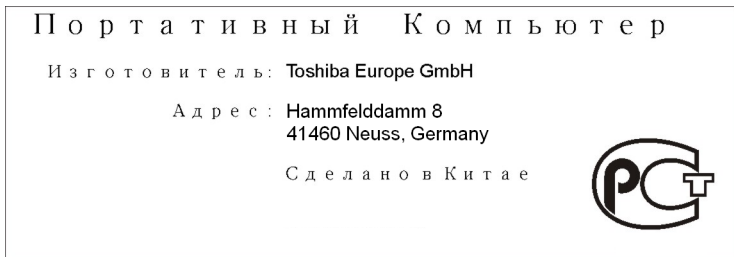 Портативный Компьютер
Изготовитель: Toshiba Europe GmbH
Адрес: Hammfelddamm 8
41460 Neuss, Germany
Сделано в Китае
РСТ